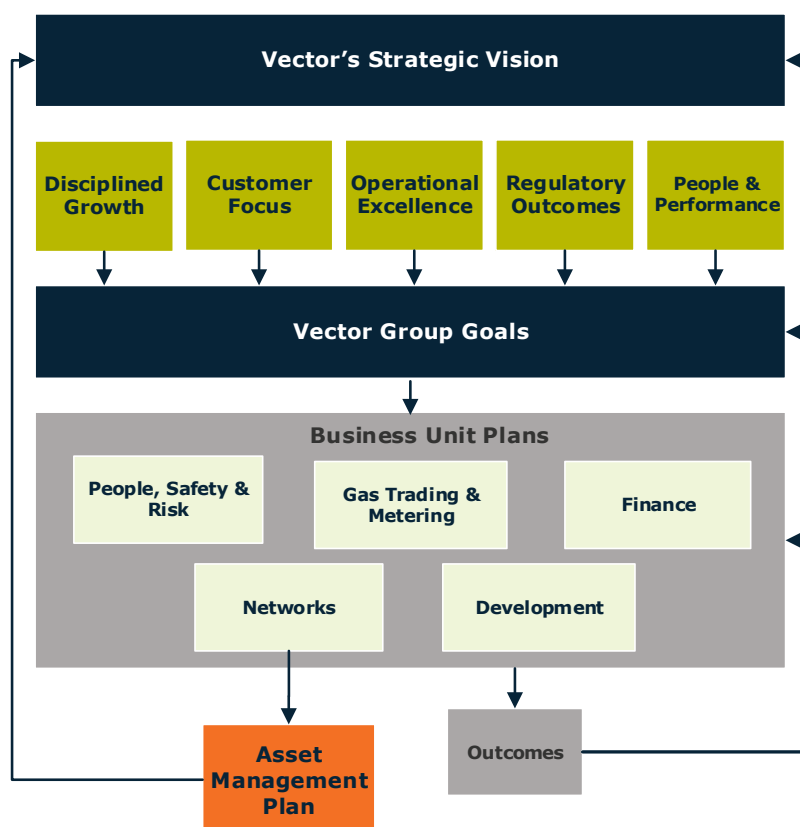 Vector's Strategic Vision
Disciplined
Growth
Customer
Focus
Operational
Excellence
Regulatory
Outcomes
People &
Performance
Vector Group Goals
Business Unit Plans
People, Safety &
Risk
Gas Trading &
Metering
Finance
Networks
Development
Asset
Management
Plan
Outcomes